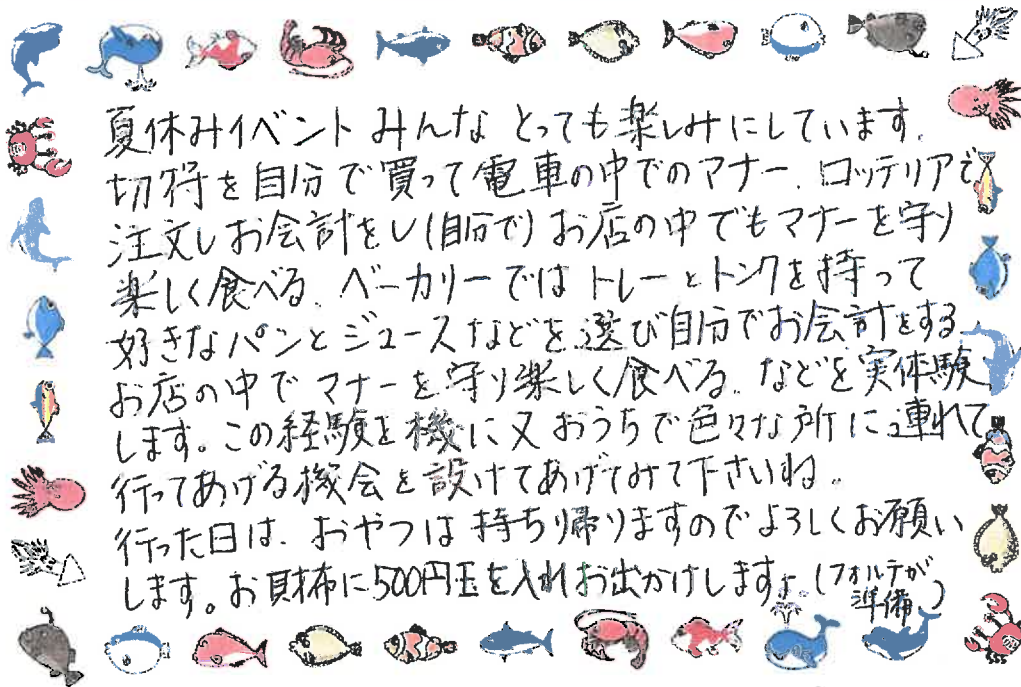 夏休みイベント みんな とっても楽しみにしています.
切符を自分で買って電車の中でのマナー. ロッテリアで
注文しお会計をし(自分で)お店の中でもマナーを守り
楽しく食べる. ベーカリーでは トレーとトングを持って
好きなパンとジュースなどを選び自分でお会計をする.
お店の中でマナーを守り楽しく食べる. などを実体験
します。この経験を機に又おうちで色々な所に連れて
行ってあげる機会を設けてあげてみて下さいね。
行った日は. おやつは持ち帰りますのでよろしくお願い
します。お財布に500円玉を入れお出かけします。(フォルテが
準備)